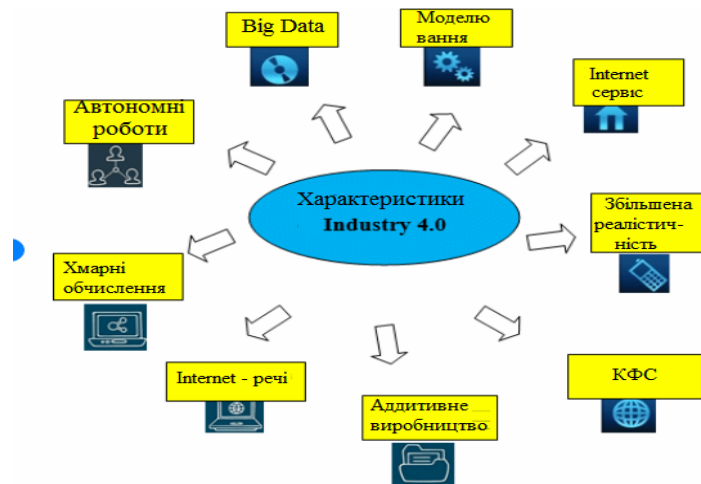 Big Data
Моделю
вання
Internet
сервіс
Автономні
роботи
Характеристики
Industry 4.0
Збільшена
реалістич-
ність
Хмарні
обчислення
Internet - речі
Аддитивне
виробництво
КФС